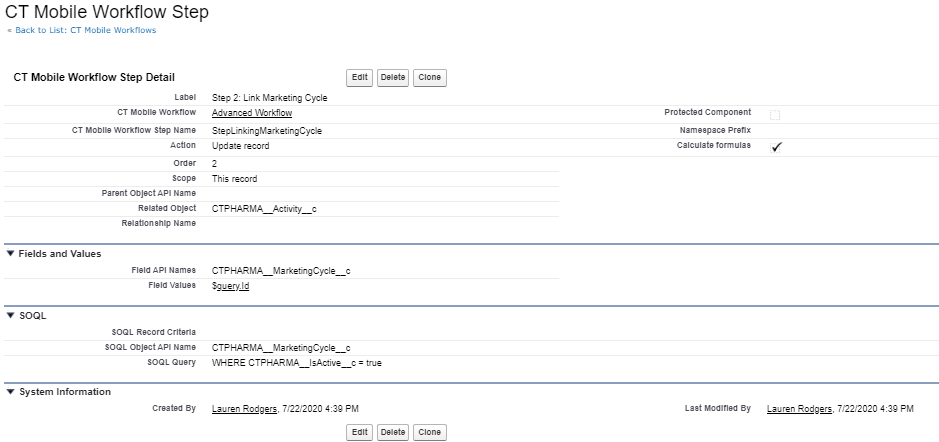 CT Mobile Workflow Step
« Back to List: CT Mobile Workflows
CT Mobile Workflow Step Detail
Edit Delete Clone
Label Step 2: Link Marketing Cycle
CT Mobile Workflow Advanced Workflow Protected Component
CT Mobile Workflow Step Name StepLinkingMarketingCycle Namespace Prefix
Action Update record Calculate formulas ✓
Order 2
Scope This record
Parent Object API Name
Related Object CTPHARMA__Activity__c
Relationship Name
▼ Fields and Values
Field API Names CTPHARMA__MarketingCycle__c
Field Values $query.Id
▼ SOQL
SOQL Record Criteria
SOQL Object API Name CTPHARMA__MarketingCycle__c
SOQL Query WHERE CTPHARMA__IsActive__c = true
▼ System Information
Created By Lauren Rodgers, 7/22/2020 4:39 PM Last Modified By Lauren Rodgers, 7/22/2020 4:39 PM
Edit Delete Clone